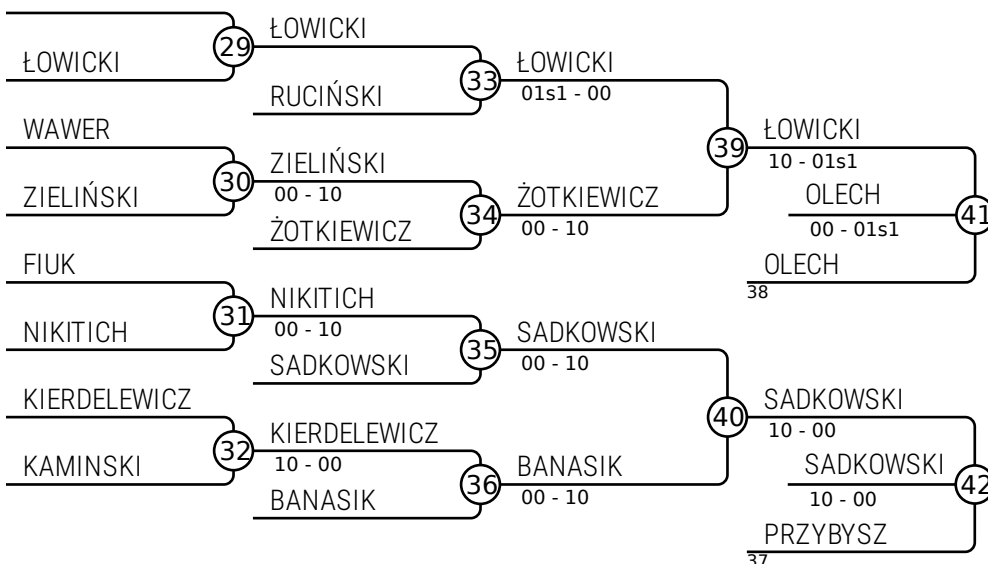 ŁOWICKI
29
ŁOWICKI
ŁOWICKI
33
01s1 - 00
RUCIŃSKI
WAWER
39
ŁOWICKI
10 - 01s1
ZIELIŃSKI
30
00 - 10
ZIELIŃSKI
34
ŻOTKIEWICZ
00 - 10
ŻOTKIEWICZ
OLECH
41
00 - 01s1
FIUK
OLECH
38
NIKITICH
31
00 - 10
NIKITICH
SADKOWSKI
35
00 - 10
SADKOWSKI
KIERDELEWICZ
40
SADKOWSKI
10 - 00
KIERDELEWICZ
32
10 - 00
KAMINSKI
36
BANASIK
00 - 10
BANASIK
SADKOWSKI
42
10 - 00
PRZYBYSZ
37